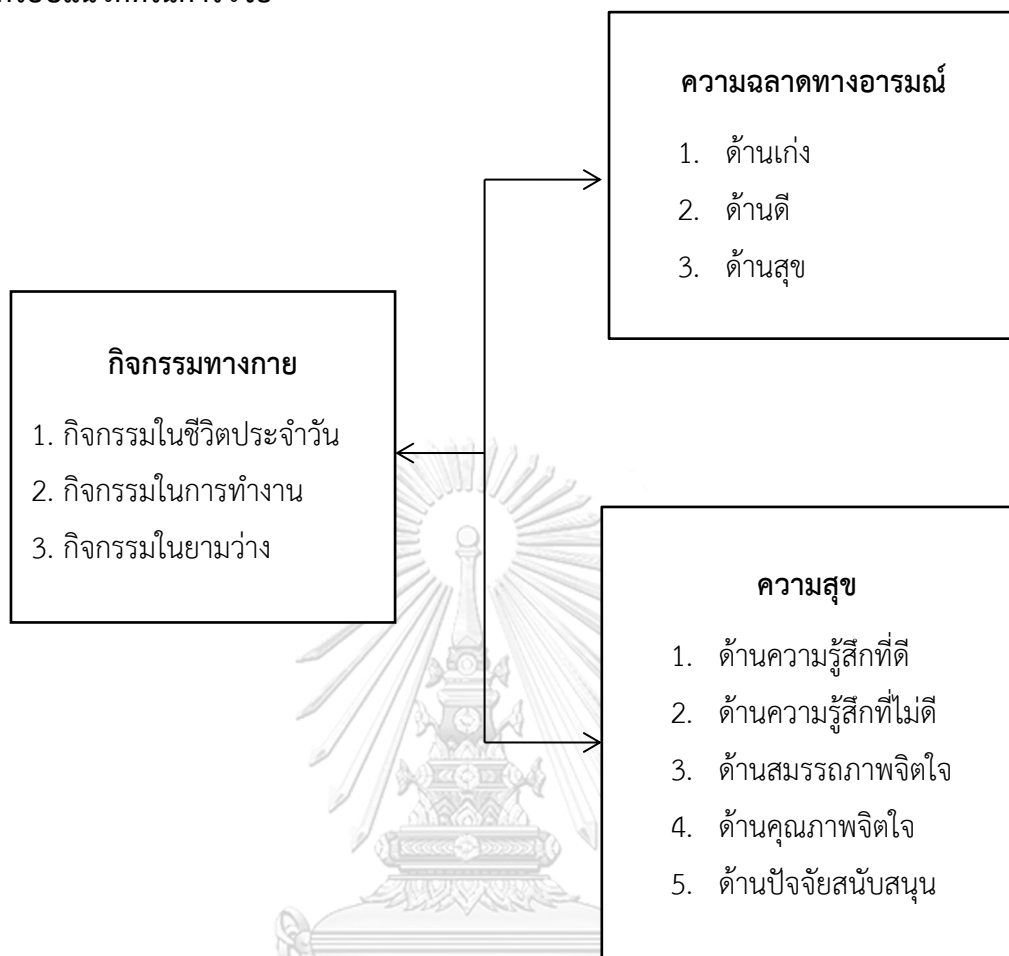 ความฉลาดทางอารมณ์
1. ด้านเก่ง
2. ด้านดี
3. ด้านสุข
กิจกรรมทางกาย
1. กิจกรรมในชีวิตประจำวัน
2. กิจกรรมในการทำงาน
3. กิจกรรมในยามว่าง
ความสุข
1. ด้านความรู้สึกที่ดี
2. ด้านความรู้สึกที่ไม่ดี
3. ด้านสมรรถภาพจิตใจ
4. ด้านคุณภาพจิตใจ
5. ด้านปัจจัยสนับสนุน